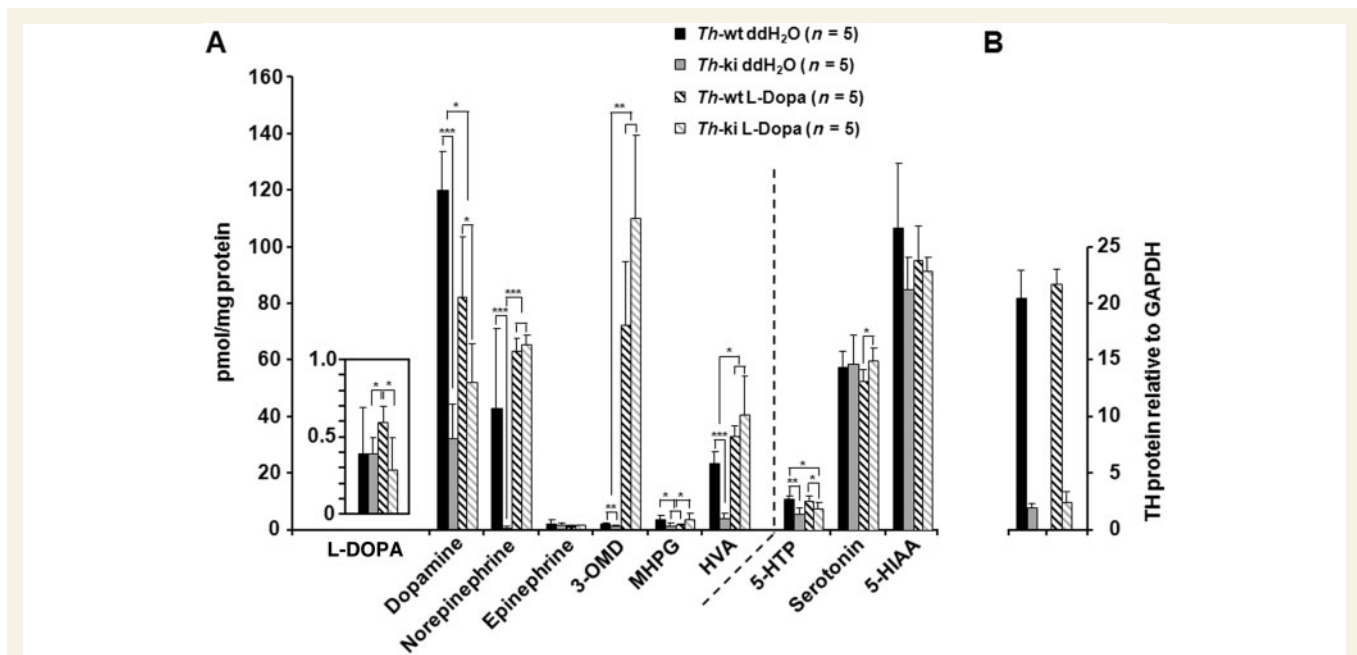 A
B
Th-wt ddH₂O (n = 5)
Th-ki ddH₂O (n = 5)
Th-wt L-Dopa (n = 5)
Th-ki L-Dopa (n = 5)
pmol/mg protein
160
140
120
100
80
60
40
20
0
1.0
0.5
0
* *
*
***
*
***
***
**
**
* *
*
***
*
** *
*
L-DOPA
Dopamine
Norepinephrine
Epinephrine
3-OMD
MHPG
HVA
5-HTP
Serotonin
5-HIAA
25
20
15
10
5
0
TH protein relative to GAPDH